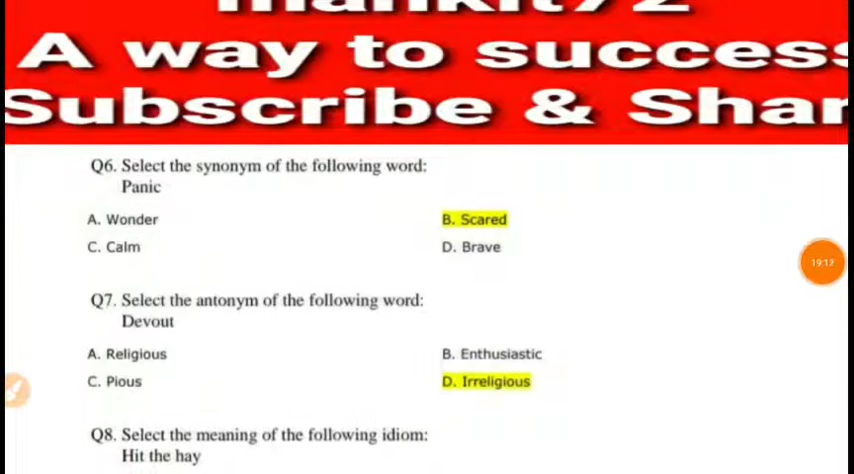 A way to success
Subscribe & Shar
Q6. Select the synonym of the following word:
Panic
A. Wonder
B. Scared
C. Calm
D. Brave
19:12
Q7. Select the antonym of the following word:
Devout
A. Religious
B. Enthusiastic
C. Pious
D. Irreligious
Q8. Select the meaning of the following idiom:
Hit the hay